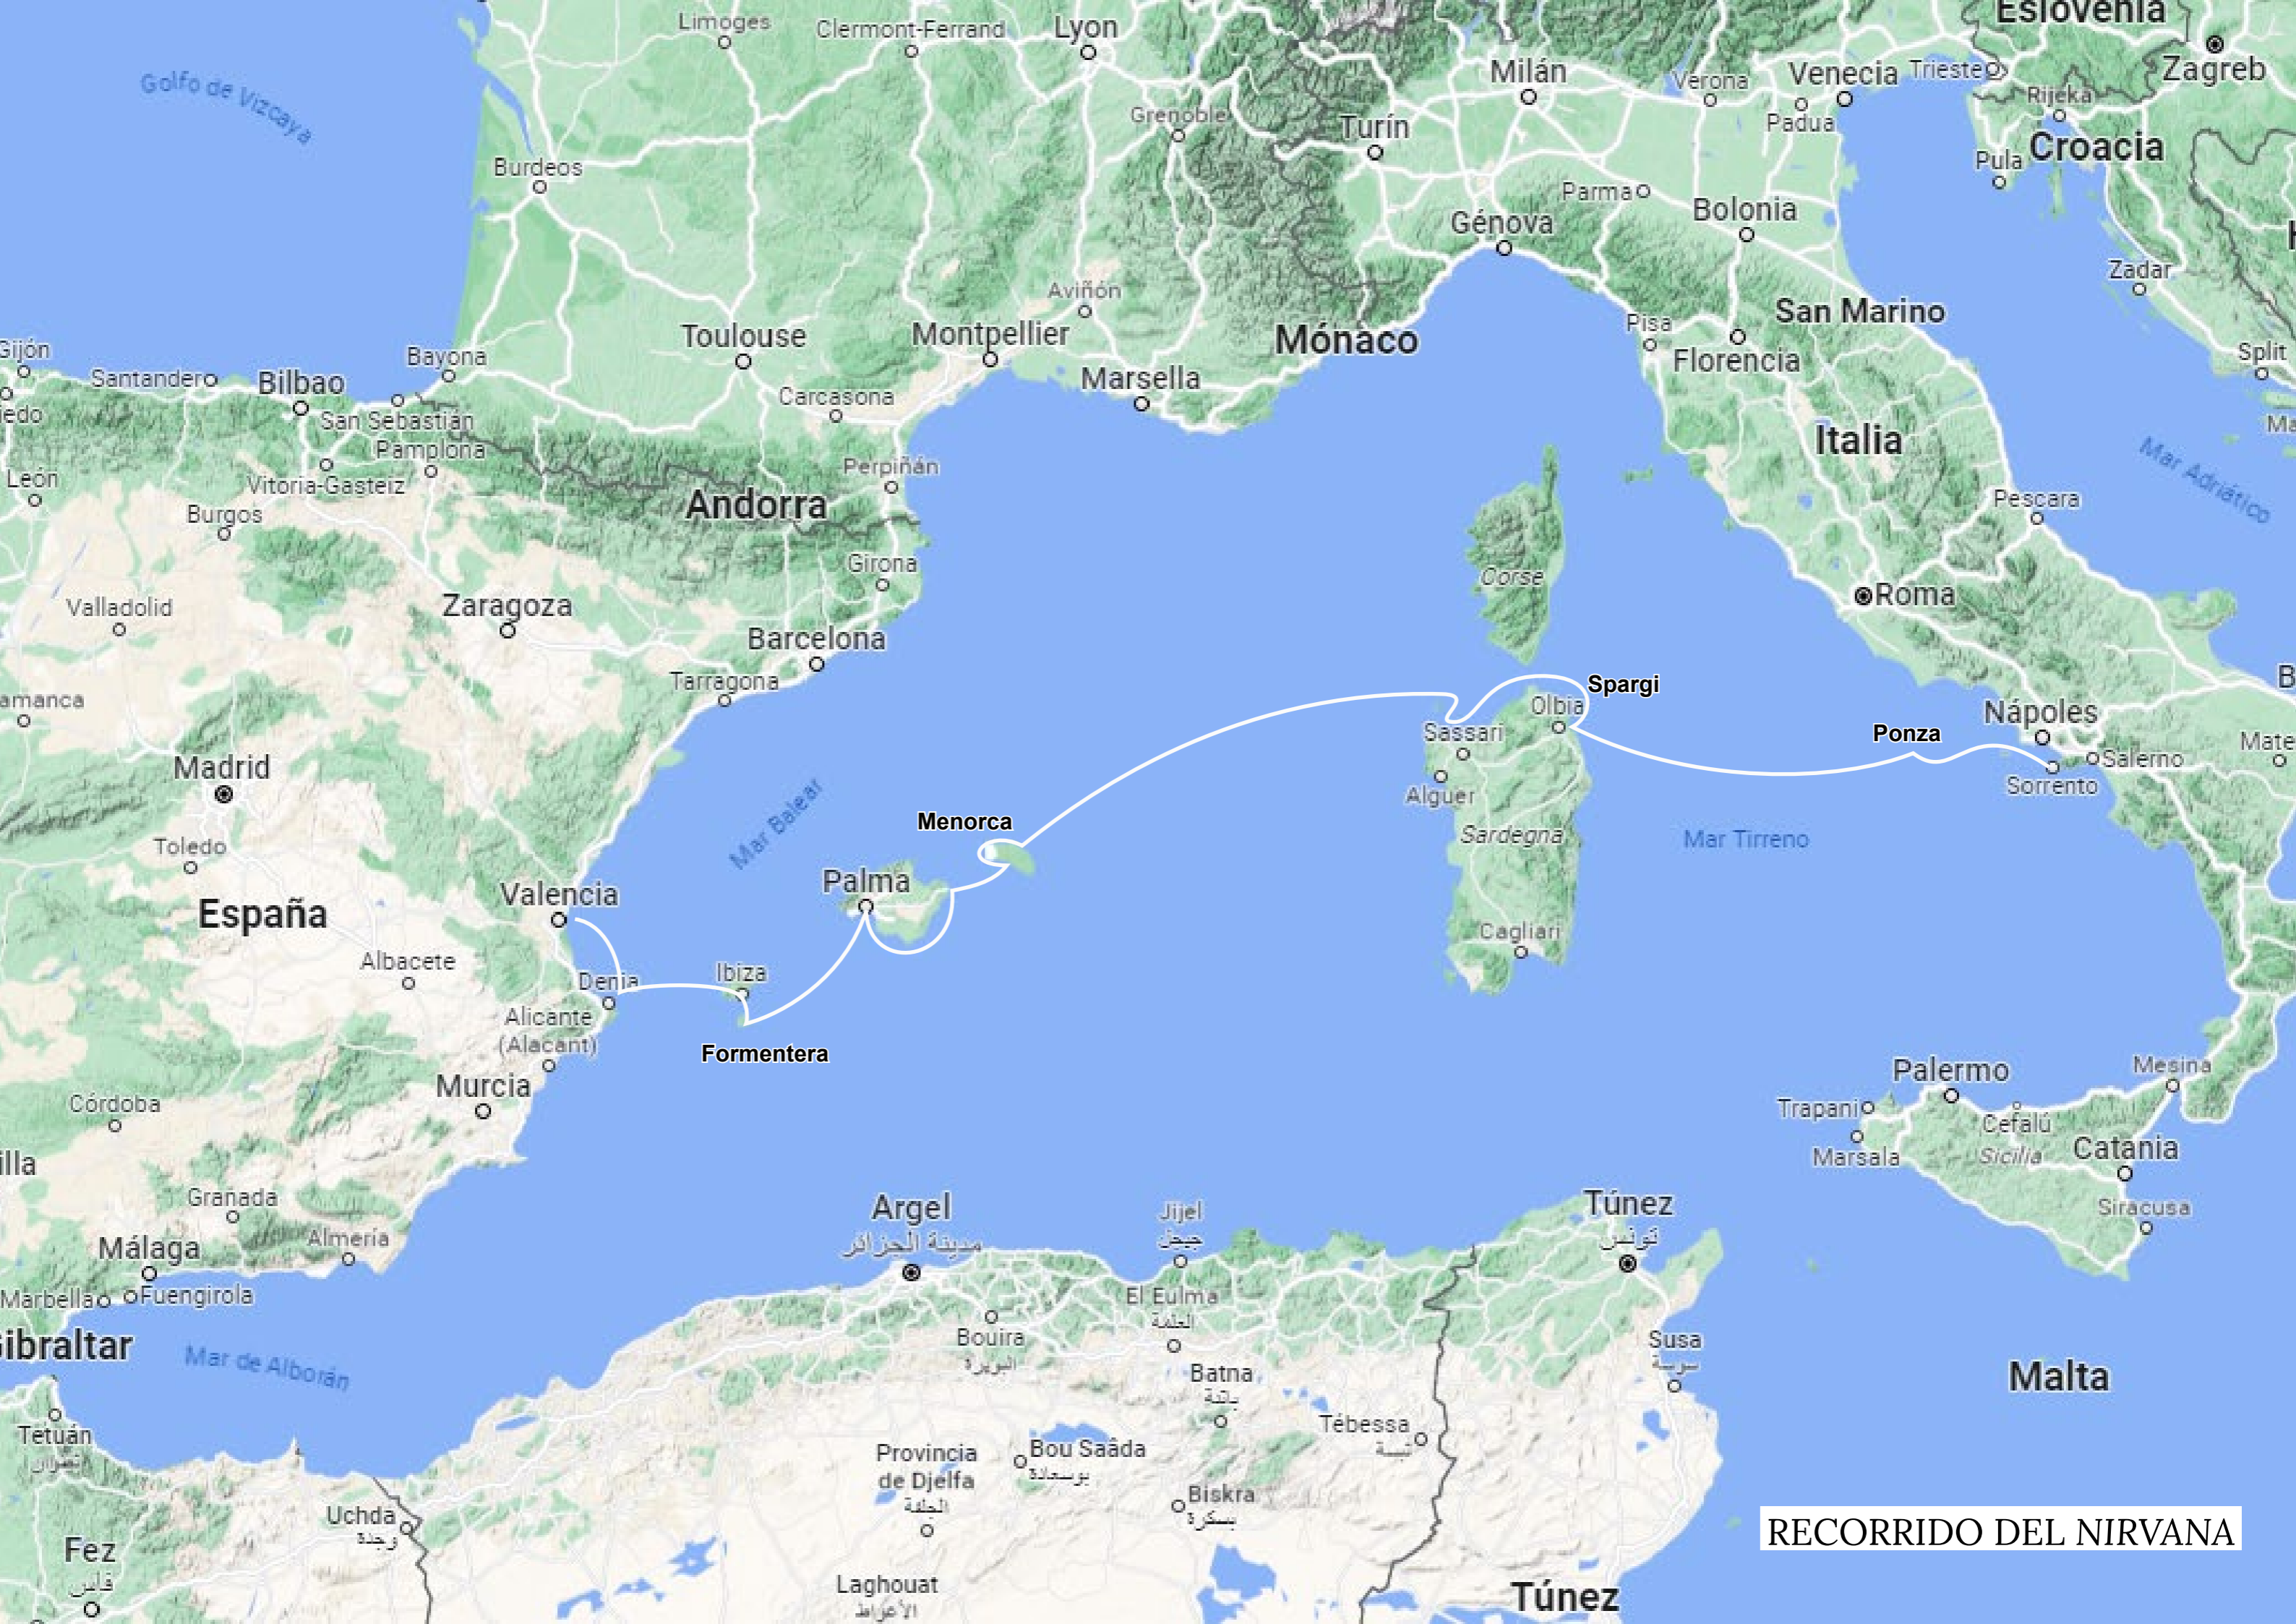 Eslovenia
Limoges
Clermont-Ferrand
Lyon
Milán
Verona
Venecia
Trieste
Zagreb
Golfo de Vizcaya
Grenoble
Turín
Padua
Rijeka
Croacia
Pula
Burdeos
Parma
Bolonia
Génova
Zadar
Aviñón
San Marino
Gijón
Bayona
Toulouse
Montpellier
Mónaco
Pisa
Florencia
Split
Santander
Bilbao
Marsella
Carcasona
iedo
San Sebastián
Pamplona
Italia
Ma
Mar Adriático
León
Vitoria-Gasteiz
Perpiñán
Andorra
Burgos
Pescara
Girona
Corse
Roma
Valladolid
Zaragoza
Barcelona
Tarragona
Spargi
B
amanca
Olbia
Sassari
Ponza
Nápoles
Mate
Madrid
Salerno
Sorrento
Alguer
Menorca
Mar Balear
Sardegna
Mar Tirreno
Toledo
España
Valencia
Palma
Cagliari
Albacete
Denia
Ibiza
Alicante
(Alacant)
Formentera
Murcia
Palermo
Mesina
Córdoba
Trapani
Cefalú
Marsala
Sicilia
Catania
illa
Granada
Argel
مدينة الجزائر
Jijel
جيجل
Túnez
تونس
Siracusa
Málaga
Almería
Marbella
Fuengirola
El Eulma
العلمة
Gibraltar
Mar de Alborán
Bouira
البويرة
Susa
سوسة
Malta
Batna
باتنة
Tetuán
تطوان
Tébessa
تبسة
Provincia
de Djelfa
الجلفة
Bou Saâda
بوسعادة
Biskra
بسكرة
Uchda
وجدة
RECORRIDO DEL NIRVANA
Fez
فاس
Laghouat
الأغواط
Túnez